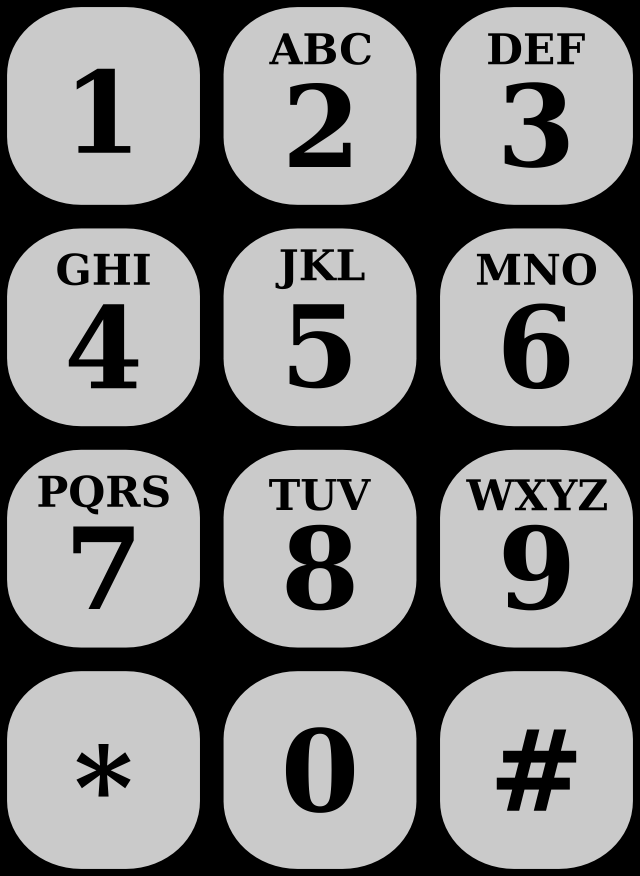 ABC DEF
1 2 3
GHI JKL MNO
4 5 6
PQRS TUV WXYZ
7 8 9
* 0 #